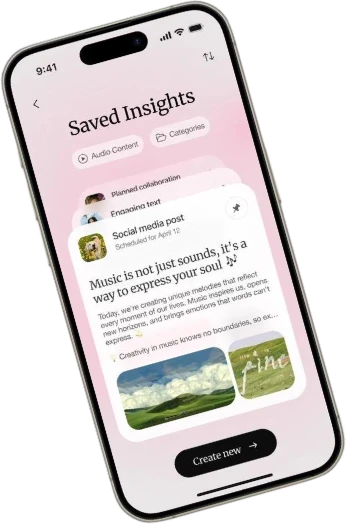 9:41
Saved Insights
Audio Content
Categories
Planned collaboration
Engaging text
Social media post
Scheduled for April 12
Music is not just sounds, it's a
way to express your soul 🎶
Today, we're creating unique melodies that reflect
every moment of our lives. Music inspires us, opens
new horizons, and brings emotions that words can't
express.
Creativity in music knows no boundaries, so ex...
fine
Create new